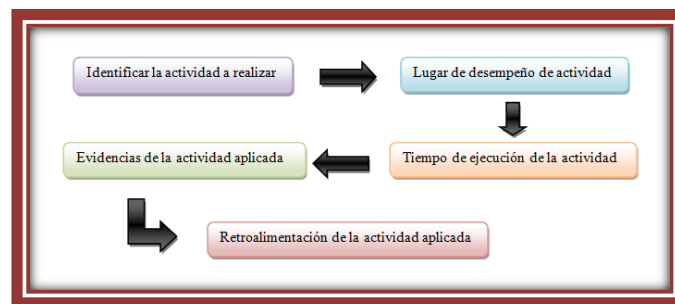 Identificar la actividad a realizar
Lugar de desempeño de actividad
Tiempo de ejecución de la actividad
Evidencias de la actividad aplicada
Retroalimentación de la actividad aplicada